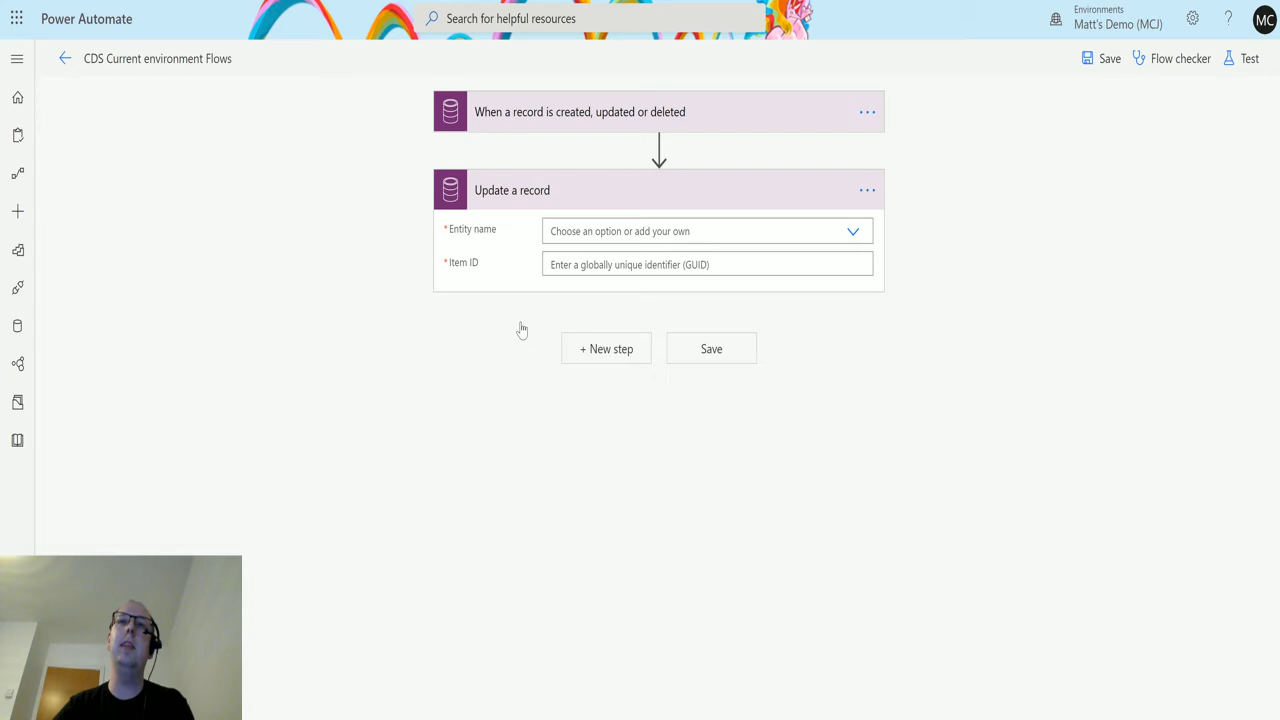 Power Automate
Search for helpful resources
Environments
Matt's Demo (MCJ)
?
MC
CDS Current environment Flows
Save
Flow checker
Test
When a record is created, updated or deleted
...
Update a record
...
* Entity name
Choose an option or add your own
* Item ID
Enter a globally unique identifier (GUID)
+ New step
Save